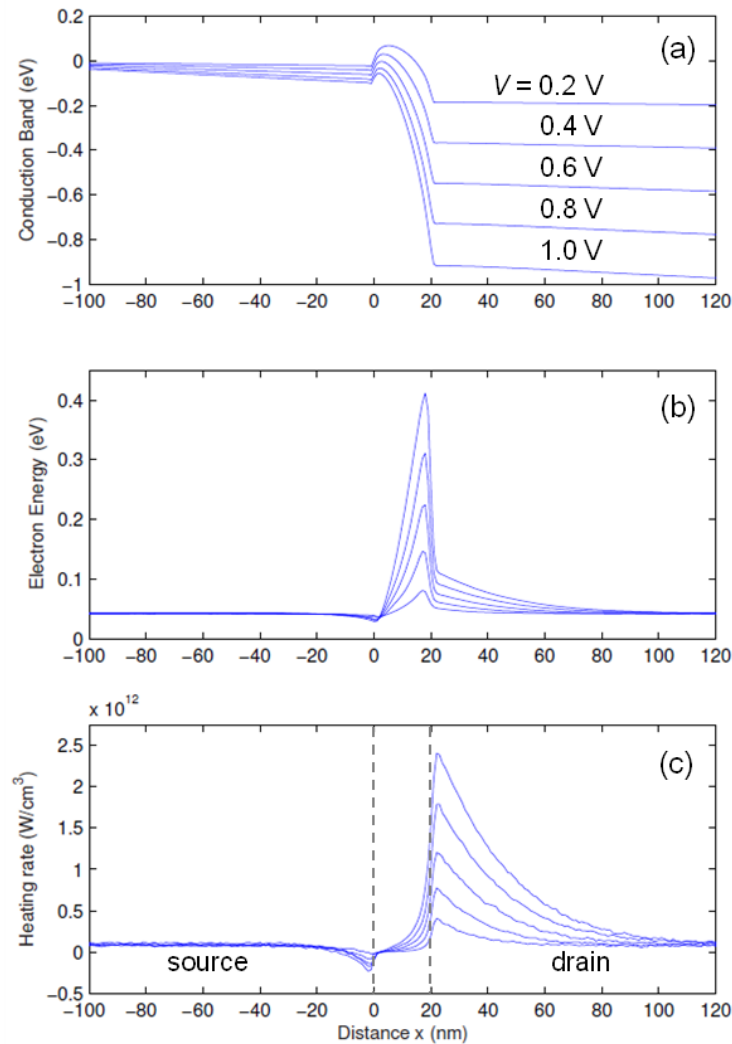 0.2
0
−0.2
−0.4
−0.6
−0.8
−1
Conduction Band (eV)
(a)
V = 0.2 V
0.4 V
0.6 V
0.8 V
1.0 V
−100 −80 −60 −40 −20 0 20 40 60 80 100 120
0.4
0.3
0.2
0.1
0
Electron Energy (eV)
(b)
−100 −80 −60 −40 −20 0 20 40 60 80 100 120
x 10^12
2.5
2
1.5
1
0.5
0
−0.5
Heating rate (W/cm³)
(c)
source
drain
−100 −80 −60 −40 −20 0 20 40 60 80 100 120
Distance x (nm)